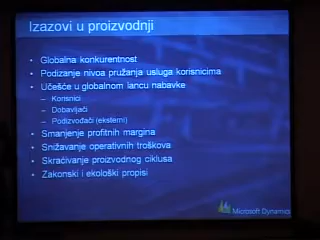 Izazovi u proizvodnji
• Globalna konkurentnost
• Podizanje nivoa pružanja usluga korisnicima
• Učešće u globalnom lancu nabavke
– Korisnici
– Dobavljači
– Podizvođači (eksterni)
• Smanjenje profitnih margina
• Snižavanje operativnih troškova
• Skraćivanje proizvodnog ciklusa
• Zakonski i ekološki propisi
Microsoft Dynamics